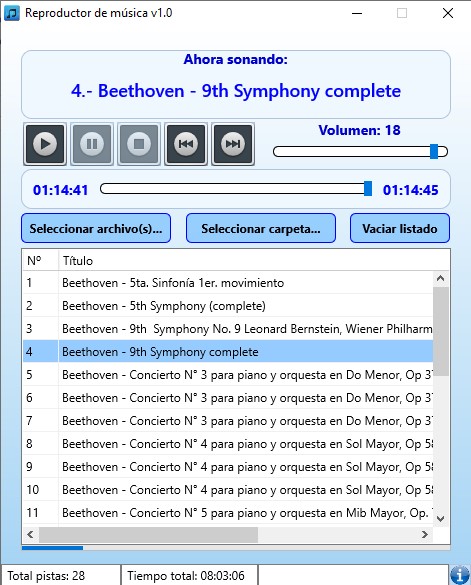 Reproductor de música v1.0
Ahora sonando:
4.- Beethoven - 9th Symphony complete
Volumen: 18
01:14:41
01:14:45
Seleccionar archivo(s)...
Seleccionar carpeta...
Vaciar listado
Nº Título
1 Beethoven - 5ta. Sinfonía 1er. movimiento
2 Beethoven - 5th Symphony (complete)
3 Beethoven - 9th  Symphony No. 9 Leonard Bernstein, Wiener Philharm
4 Beethoven - 9th Symphony complete
5 Beethoven - Concierto N° 3 para piano y orquesta en Do Menor, Op 37
6 Beethoven - Concierto N° 3 para piano y orquesta en Do Menor, Op 37
7 Beethoven - Concierto N° 3 para piano y orquesta en Do Menor, Op 37
8 Beethoven - Concierto N° 4 para piano y orquesta en Sol Mayor, Op 58
9 Beethoven - Concierto N° 4 para piano y orquesta en Sol Mayor, Op 58
10 Beethoven - Concierto N° 4 para piano y orquesta en Sol Mayor, Op 58
11 Beethoven - Concierto N° 5 para piano y orquesta en Mib Mayor, Op.
Total pistas: 28
Tiempo total: 08:03:06